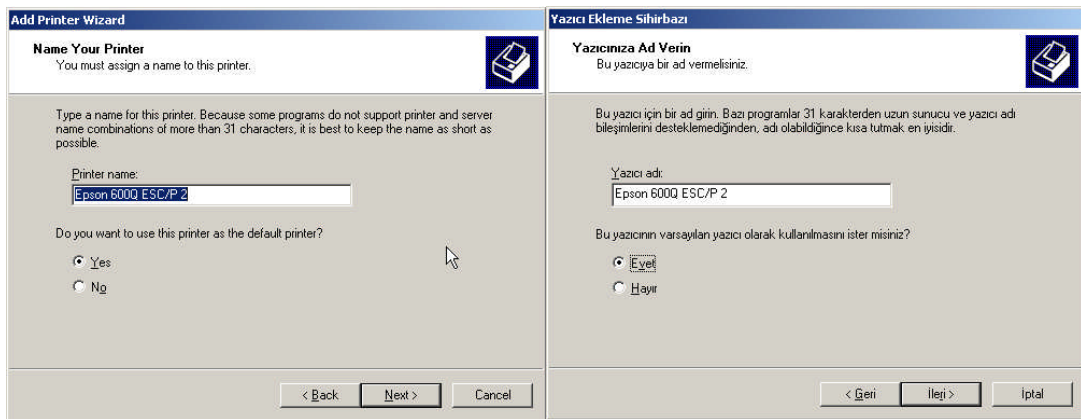 Add Printer Wizard
Name Your Printer
You must assign a name to this printer.
Type a name for this printer. Because some programs do not support printer and server
name combinations of more than 31 characters, it is best to keep the name as short as
possible.
Printer name:
Epson 600Q ESC/P 2
Do you want to use this printer as the default printer?
Yes
No
< Back
Next >
Cancel
Yazıcı Ekleme Sihirbazı
Yazıcınıza Ad Verin
Bu yazıcıya bir ad vermelisiniz.
Bu yazıcı için bir ad girin. Bazı programlar 31 karakterden uzun sunucu ve yazıcı adı
bileşimlerini desteklemediğinden, adı olabildiğince kısa tutmak en iyisidir.
Yazıcı adı:
Epson 600Q ESC/P 2
Bu yazıcının varsayılan yazıcı olarak kullanılmasını ister misiniz?
Evet
Hayır
< Geri
İleri >
İptal